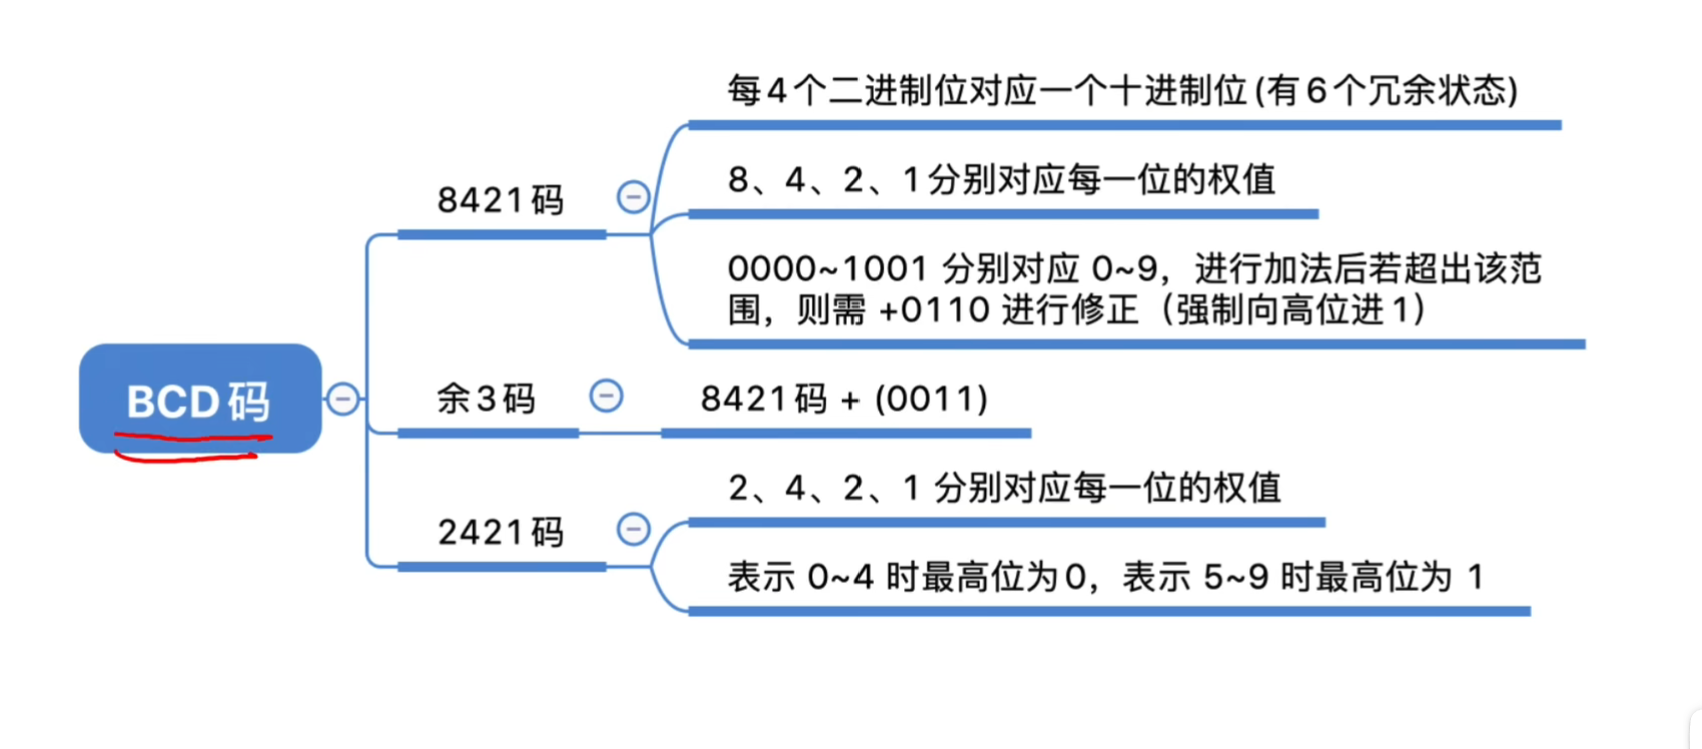 每4个二进制位对应一个十进制位(有6个冗余状态)
8、4、2、1分别对应每一位的权值
8421码
0000~1001 分别对应 0~9，进行加法后若超出该范
围，则需 +0110 进行修正（强制向高位进1）
BCD码
余3码
8421码 + (0011)
2、4、2、1 分别对应每一位的权值
2421码
表示 0~4 时最高位为0，表示 5~9 时最高位为 1